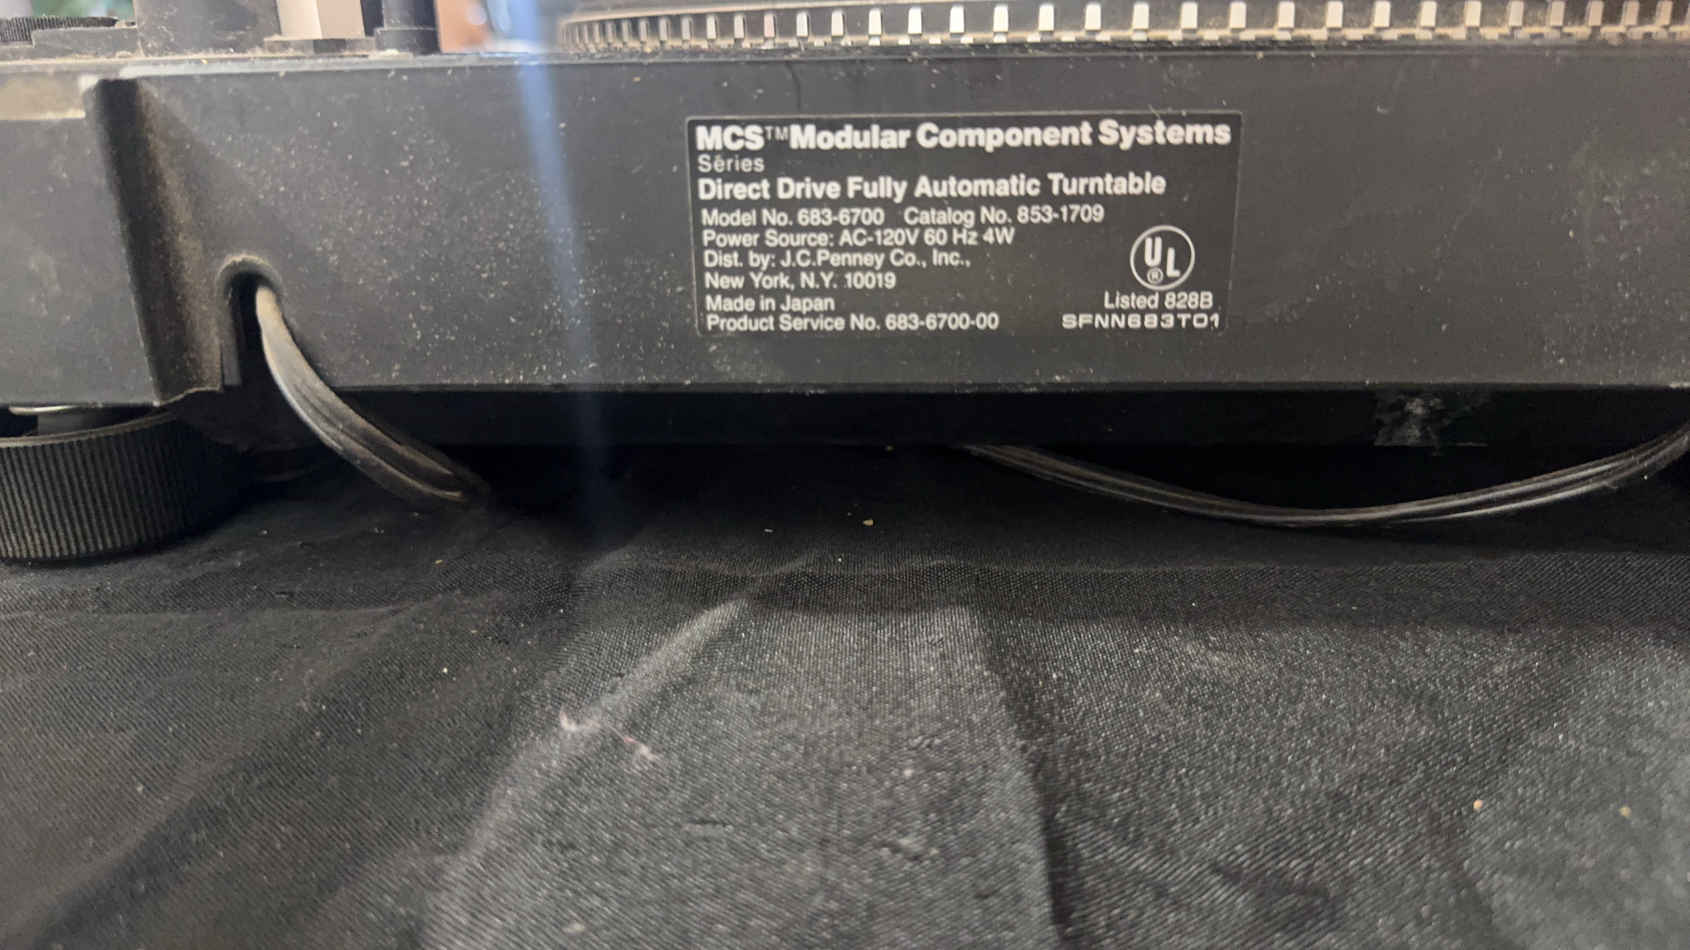 MCS™ Modular Component Systems
Series
Direct Drive Fully Automatic Turntable
Model No. 683-6700 Catalog No. 853-1709
Power Source: AC-120V 60 Hz 4W
Dist. by: J.C.Penney Co., Inc.,
New York, N.Y. 10019
Made in Japan
Product Service No. 683-6700-00
UL®
Listed 828B
SFNN683T01